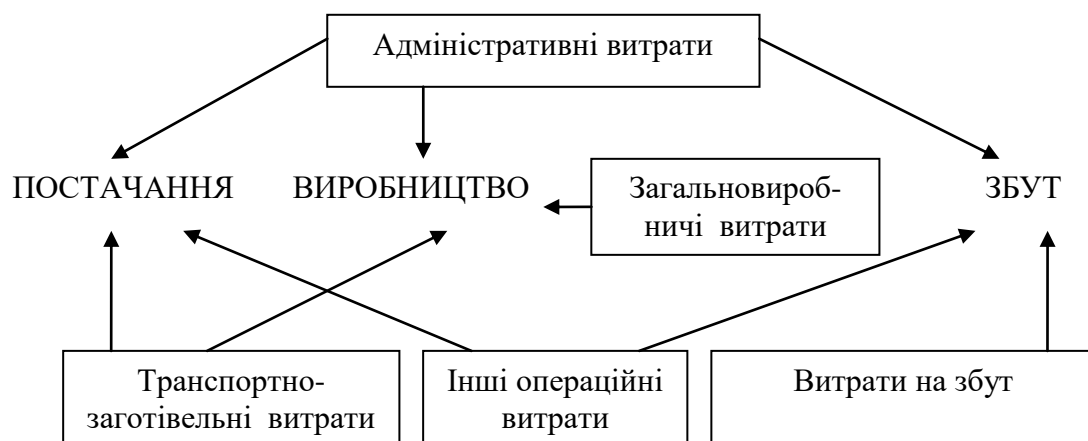 Адміністративні витрати
ПОСТАЧАННЯ ВИРОБНИЦТВО
Загальновироб-
ничі витрати
ЗБУТ
Транспортно-
заготівельні витрати
Інші операційні
витрати
Витрати на збут